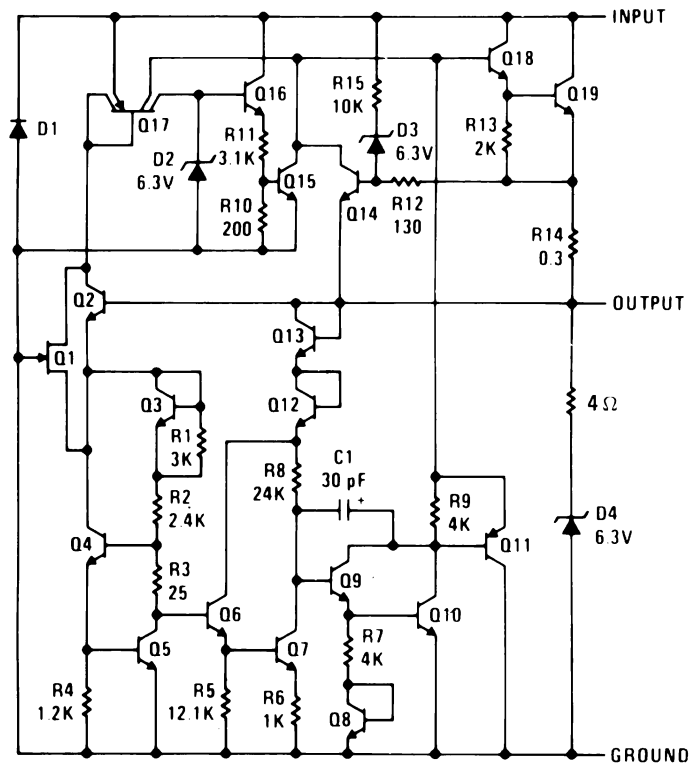 INPUT
Q18
Q19
R15
10K
Q16
Q17
D1
R11
3.1K
D3
6.3V
R13
2K
D2
6.3V
Q15
Q14
R12
130
R10
200
R14
0.3
Q2
OUTPUT
Q13
Q1
Q3
Q12
4Ω
R1
3K
C1
30 pF
+
R8
24K
R2
2.4K
R9
4K
D4
6.3V
Q11
Q4
R3
25
Q9
Q6
Q10
Q5
Q7
R7
4K
R4
1.2K
R5
12.1K
R6
1K
Q8
GROUND